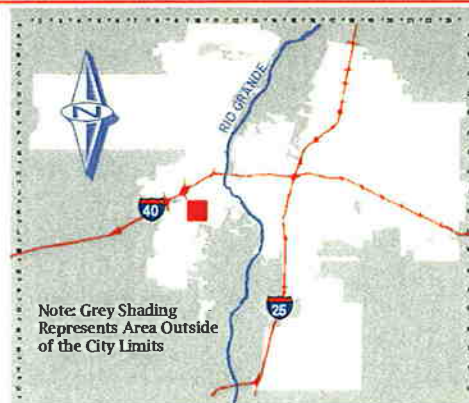 N
RIO GRANDE
40
25
Note: Grey Shading
Represents Area Outside
of the City Limits